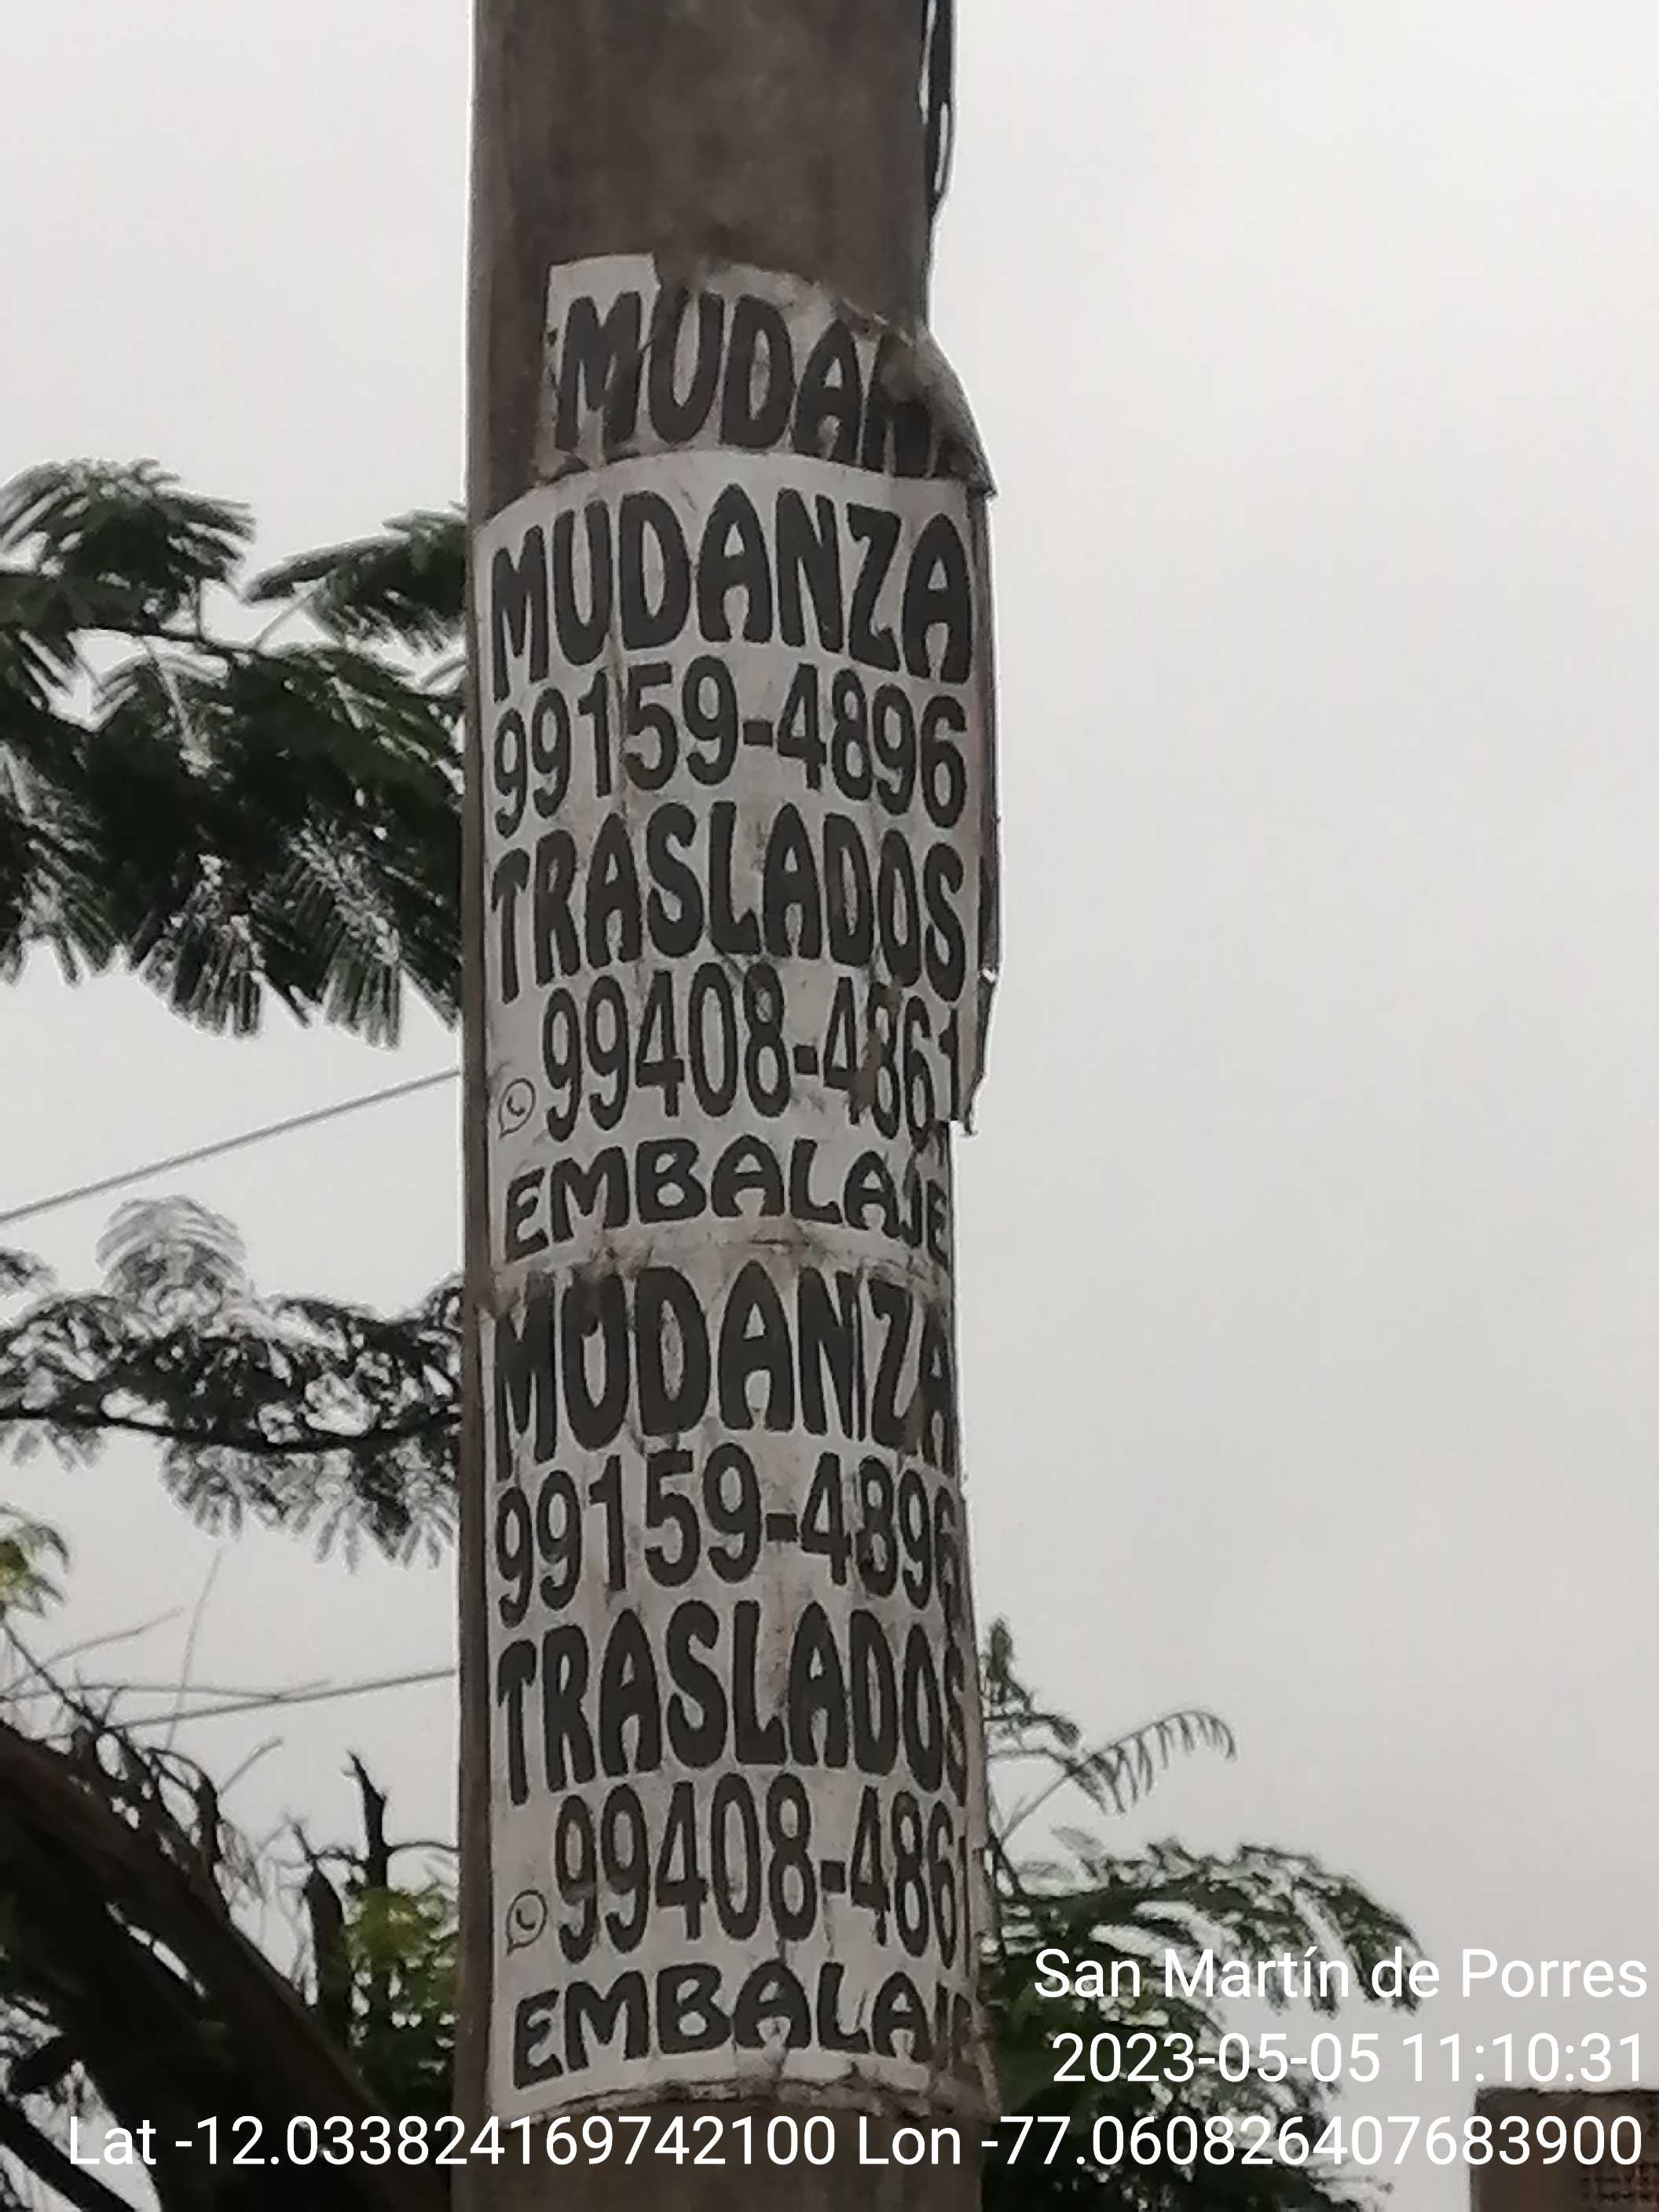 MUDAN
MUDANZA
99159-4896
TRASLADOS
99408-4861
EMBALAJE
MUDANZA
99159-4896
TRASLADOS
99408-4861
EMBALAJE
San Martín de Porres
2023-05-05 11:10:31
Lat -12.033824169742100 Lon -77.060826407683900